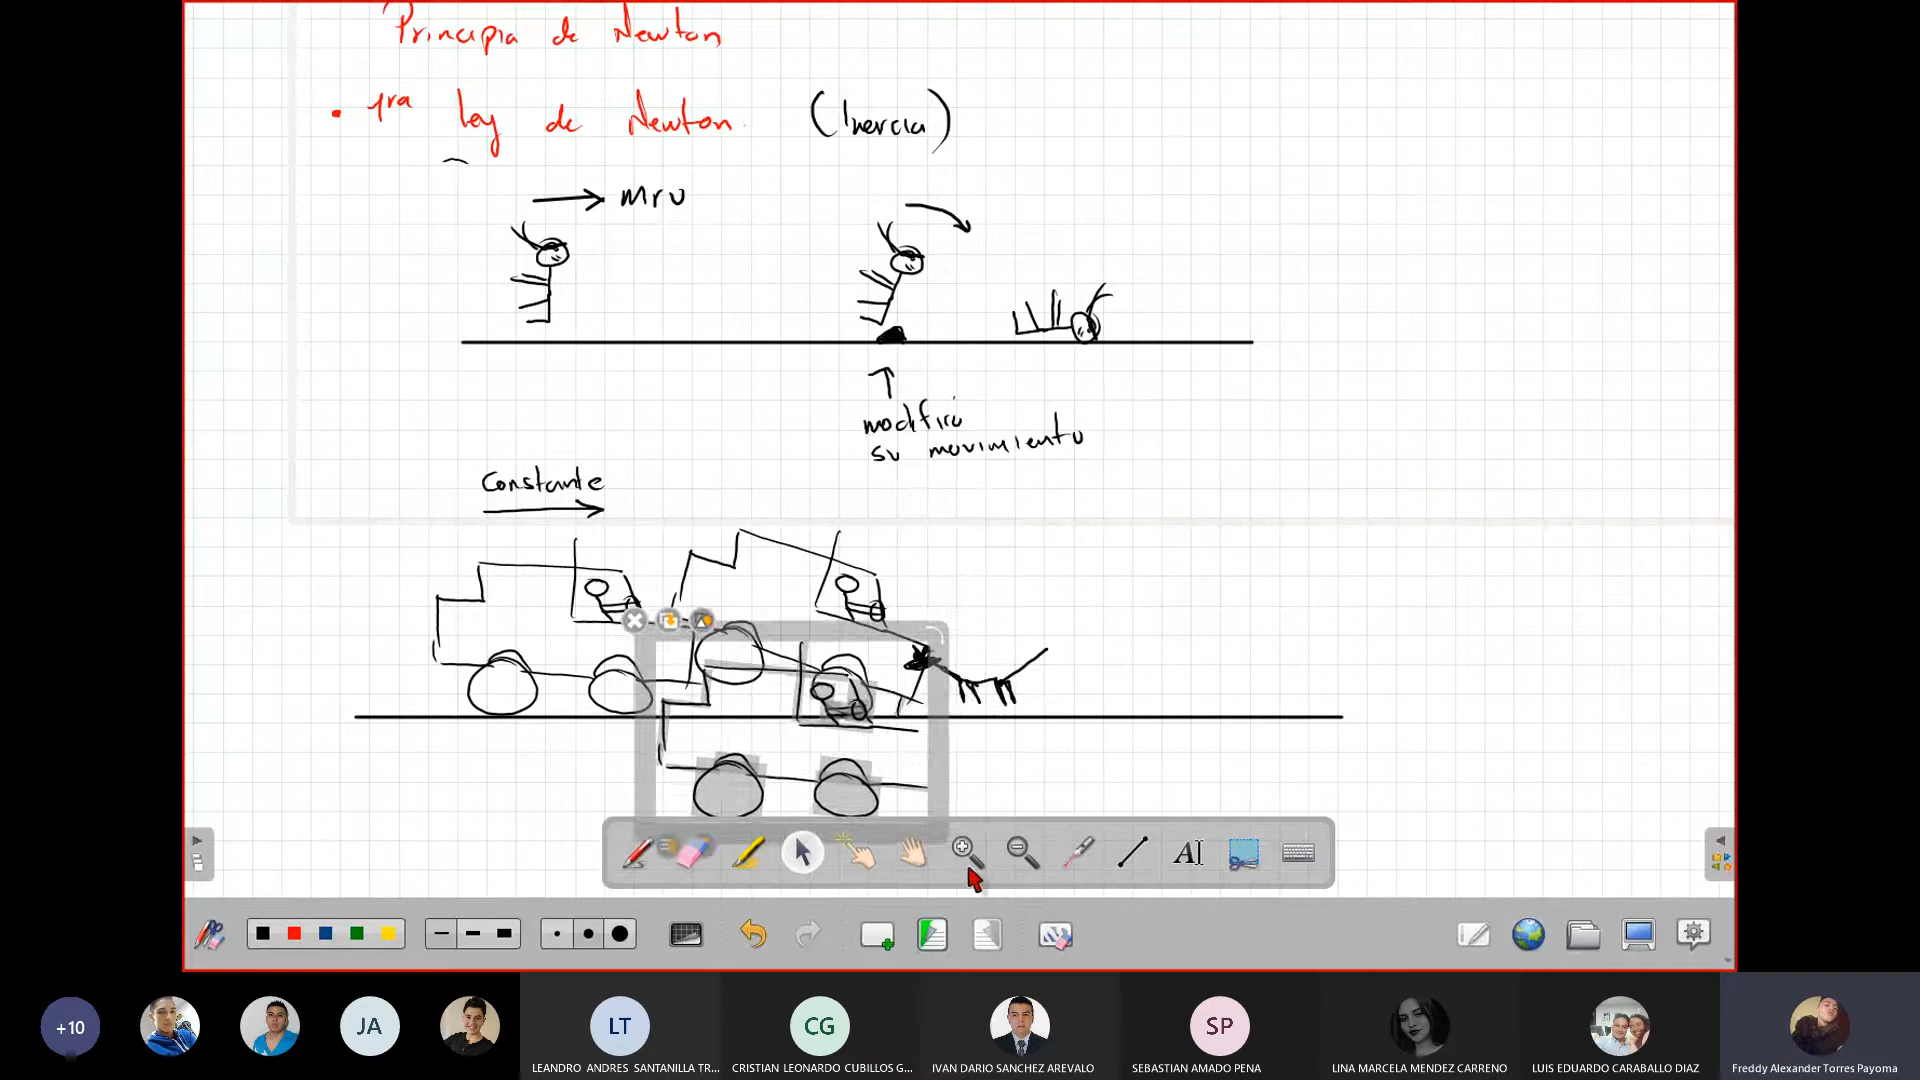 Principia de Newton
• 1ra Ley de Newton (Inercia)
→ mru
modificó
su movimiento
Constante
+10
JA
LT
CG
SP
LEANDRO ANDRES SANTANILLA TR...
CRISTIAN LEONARDO CUBILLOS G...
IVAN DARIO SANCHEZ AREVALO
SEBASTIAN AMADO PENA
LINA MARCELA MENDEZ CARRENO
LUIS EDUARDO CARABALLO DIAZ
Freddy Alexander Torres Payoma